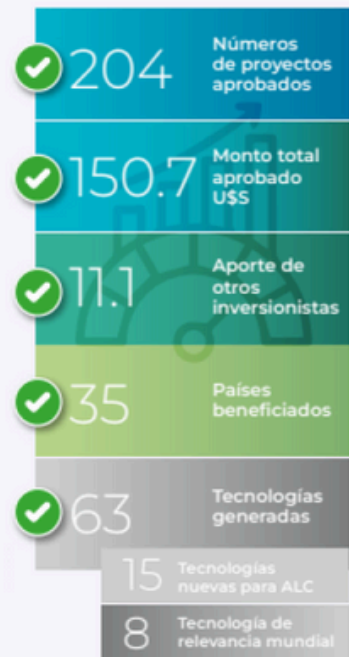 204
Números
de proyectos
aprobados
150.7
Monto total
aprobado
U$S
11.1
Aporte de
otros
inversionistas
35
Países
beneficiados
63
Tecnologías
generadas
15
Tecnologías
nuevas para ALC
8
Tecnología de
relevancia mundial